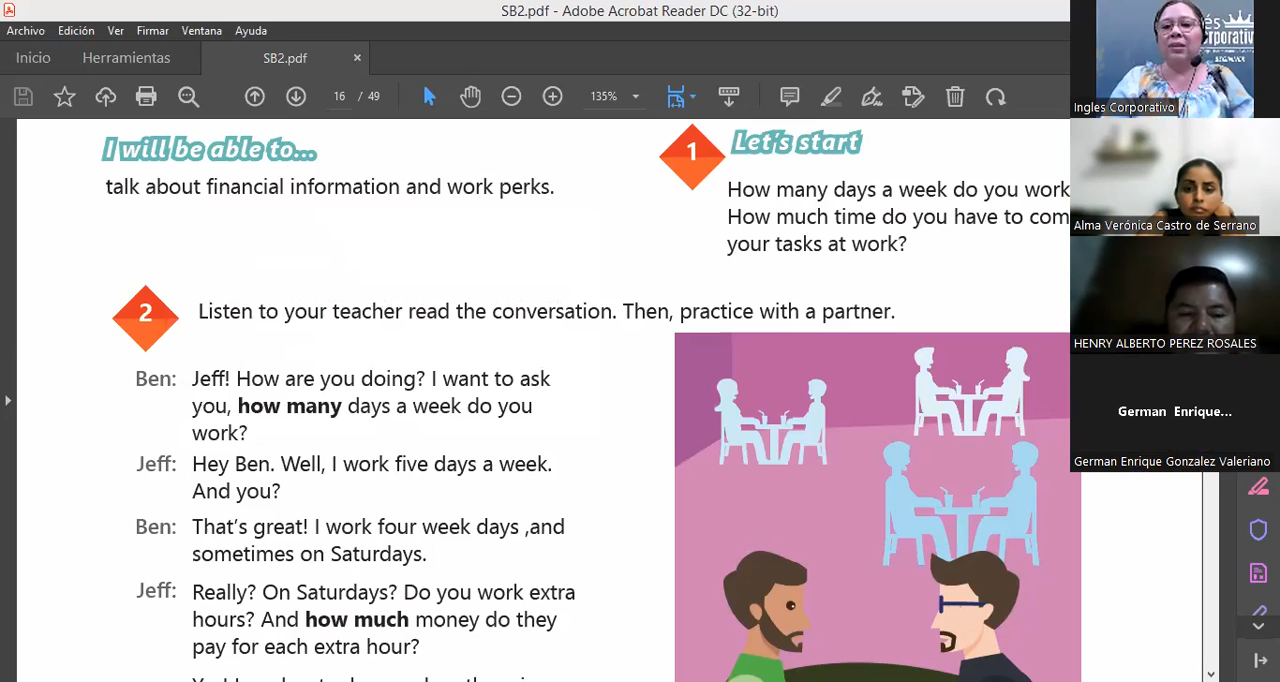 SB2.pdf - Adobe Acrobat Reader DC (32-bit)
Archivo Edición Ver Firmar Ventana Ayuda
Inicio Herramientas SB2.pdf ×
16 / 49 135%
I will be able to...
talk about financial information and work perks.
1 Let's start
How many days a week do you work
How much time do you have to com
your tasks at work?
2 Listen to your teacher read the conversation. Then, practice with a partner.
Ben: Jeff! How are you doing? I want to ask
you, how many days a week do you
work?
Jeff: Hey Ben. Well, I work five days a week.
And you?
Ben: That's great! I work four week days ,and
sometimes on Saturdays.
Jeff: Really? On Saturdays? Do you work extra
hours? And how much money do they
pay for each extra hour?
Ingles Corporativo
Alma Verónica Castro de Serrano
HENRY ALBERTO PEREZ ROSALES
German Enrique...
German Enrique Gonzalez Valeriano